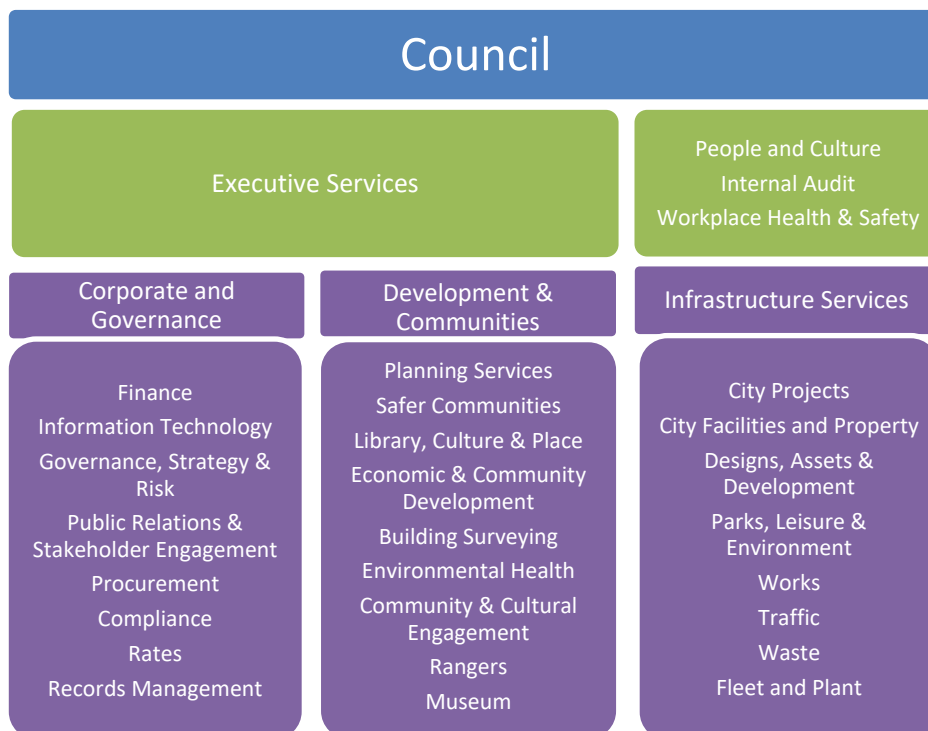 Council
Executive Services
People and Culture
Internal Audit
Workplace Health & Safety
Corporate and
Governance
Finance
Information Technology
Governance, Strategy &
Risk
Public Relations &
Stakeholder Engagement
Procurement
Compliance
Rates
Records Management
Development &
Communities
Planning Services
Safer Communities
Library, Culture & Place
Economic & Community
Development
Building Surveying
Environmental Health
Community & Cultural
Engagement
Rangers
Museum
Infrastructure Services
City Projects
City Facilities and Property
Designs, Assets &
Development
Parks, Leisure &
Environment
Works
Traffic
Waste
Fleet and Plant